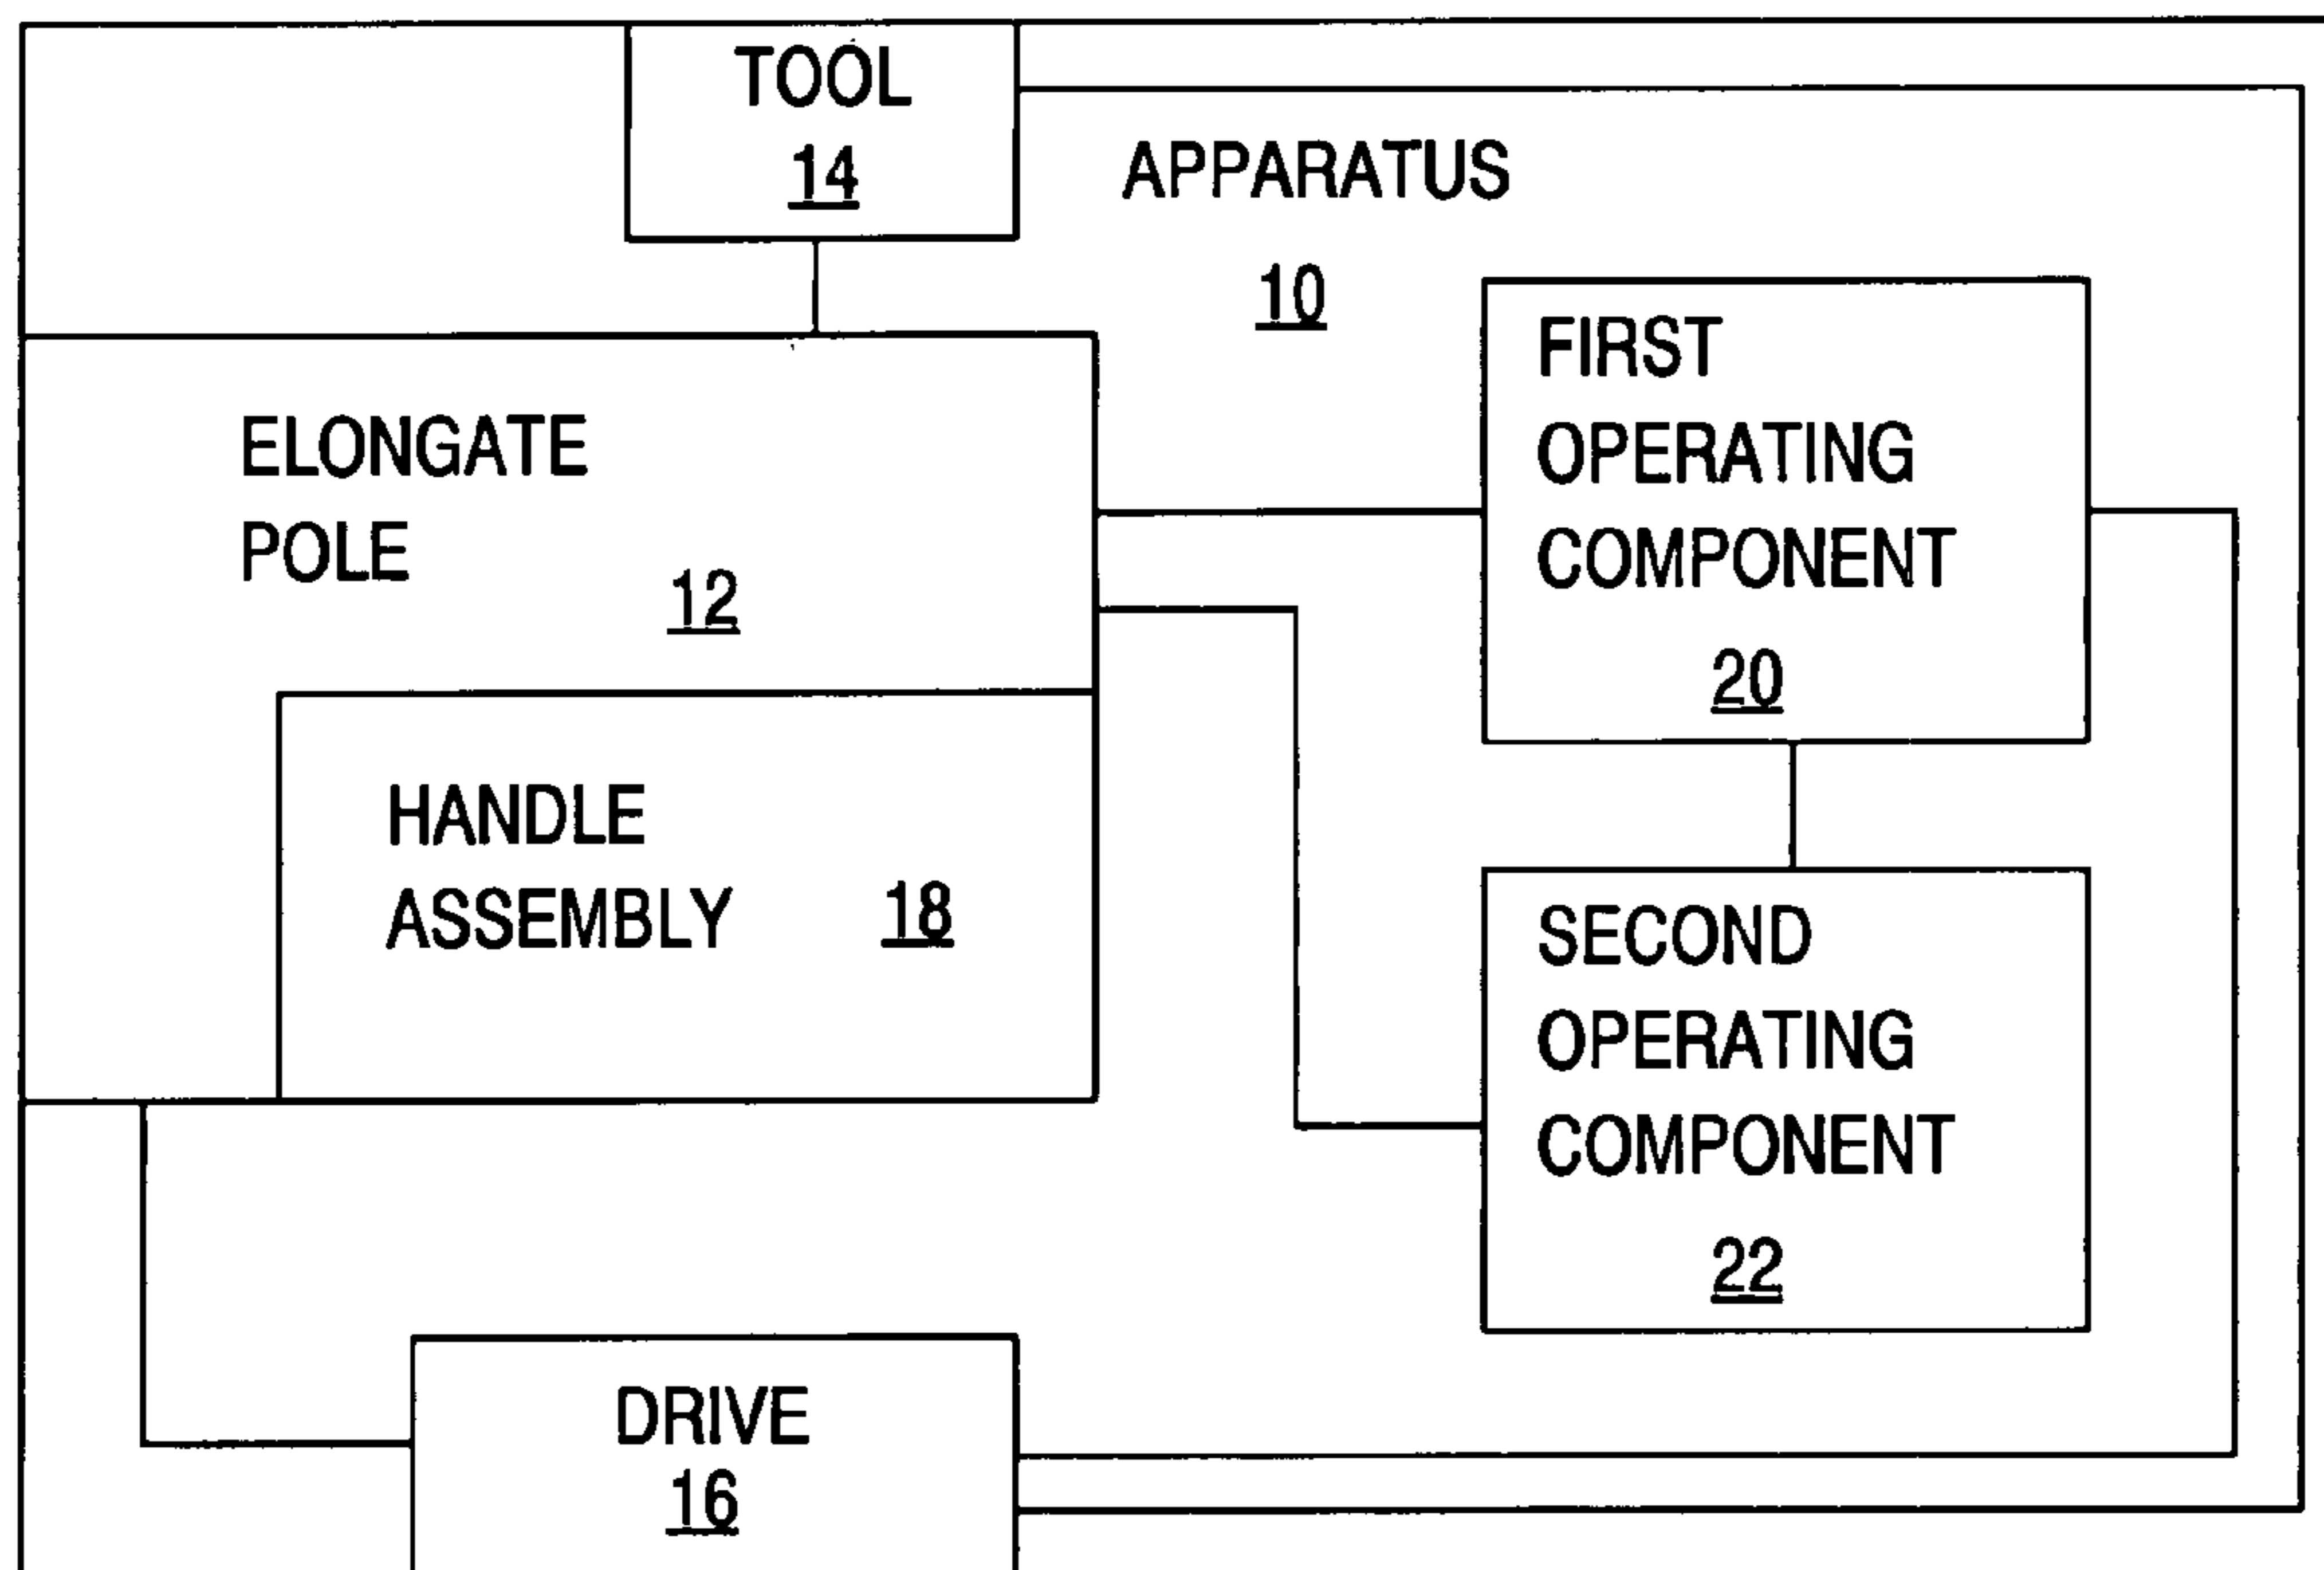 TOOL
14
APPARATUS
10
ELONGATE
POLE
12
HANDLE
ASSEMBLY 18
FIRST
OPERATING
COMPONENT
20
SECOND
OPERATING
COMPONENT
22
DRIVE
16